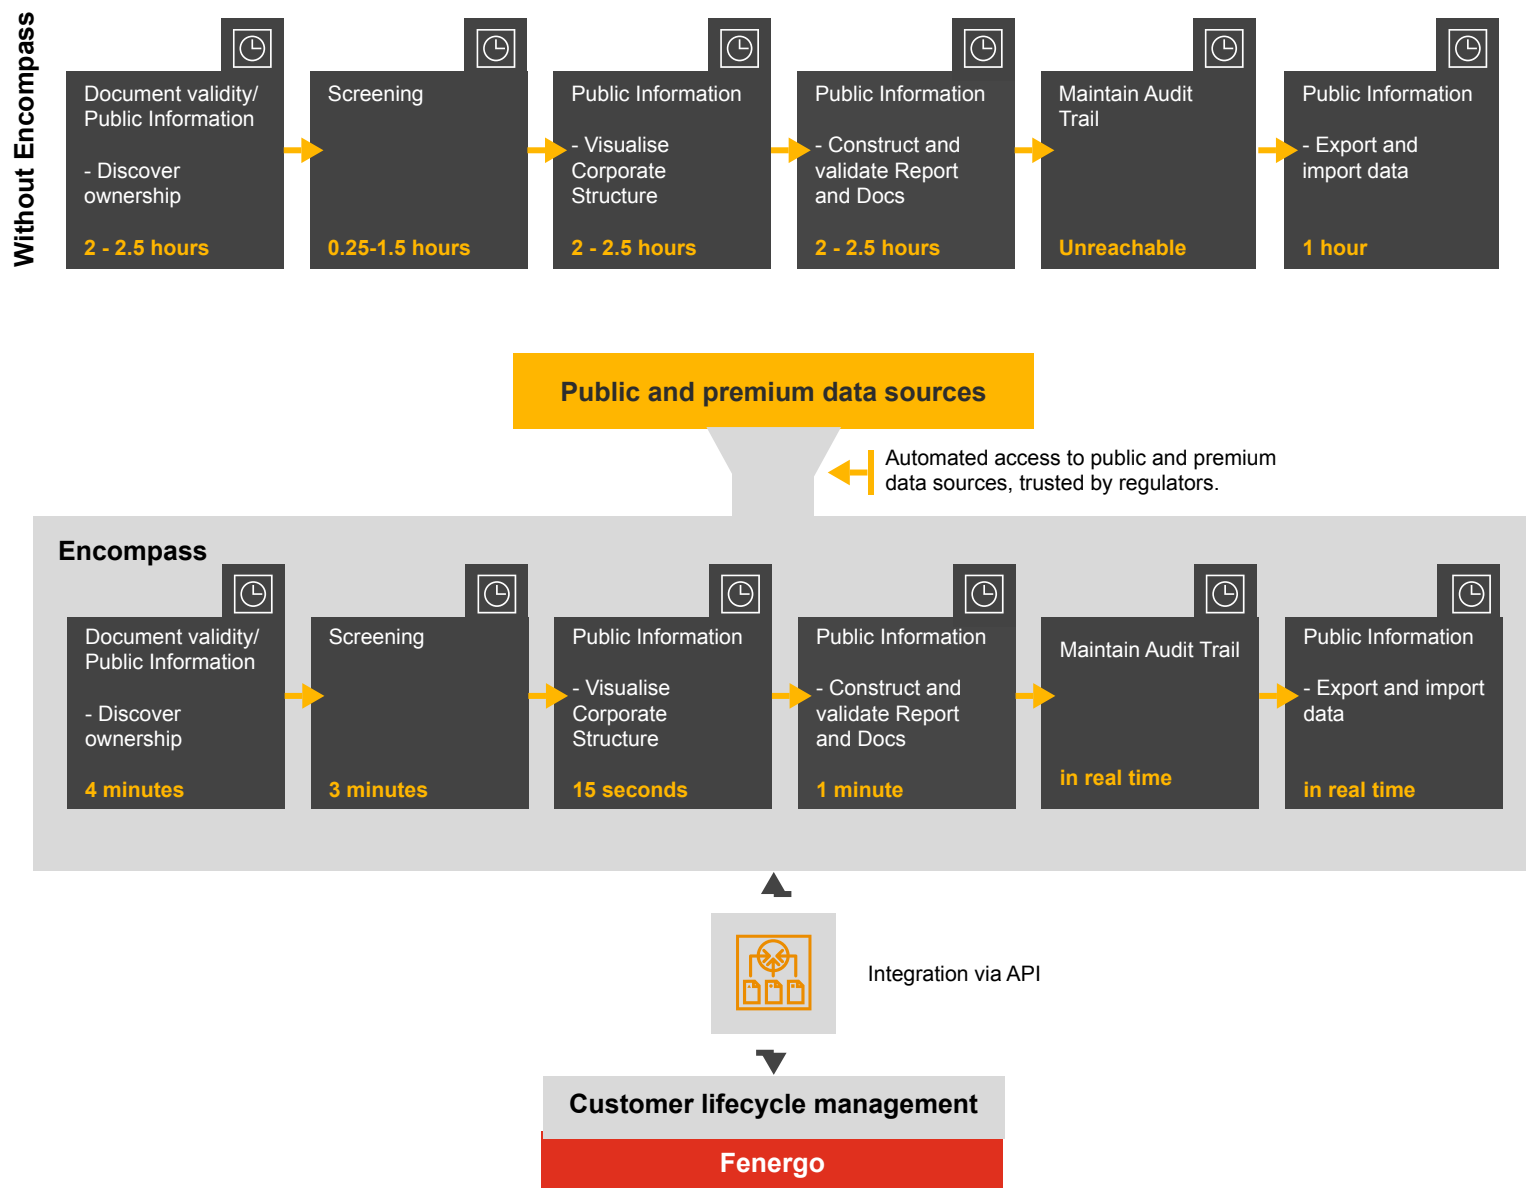 Without Encompass
Document validity/
Public Information
- Discover
ownership
2 - 2.5 hours
Screening
0.25-1.5 hours
Public Information
- Visualise
Corporate
Structure
2 - 2.5 hours
Public Information
- Construct and
validate Report
and Docs
2 - 2.5 hours
Maintain Audit
Trail
Unreachable
Public Information
- Export and
import data
1 hour
Public and premium data sources
Automated access to public and premium
data sources, trusted by regulators.
Encompass
Document validity/
Public Information
- Discover
ownership
4 minutes
Screening
3 minutes
Public Information
- Visualise
Corporate
Structure
15 seconds
Public Information
- Construct and
validate Report
and Docs
1 minute
Maintain Audit Trail
in real time
Public Information
- Export and import
data
in real time
Integration via API
Customer lifecycle management
Fenergo